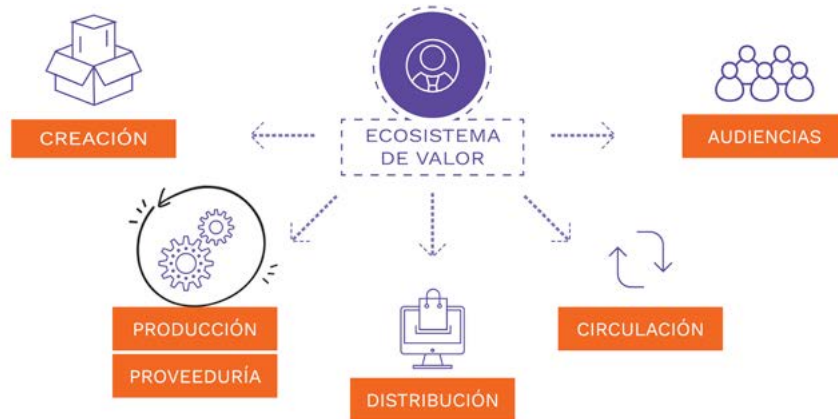 CREACIÓN
ECOSISTEMA
DE VALOR
AUDIENCIAS
PRODUCCIÓN
PROVEEDURÍA
DISTRIBUCIÓN
CIRCULACIÓN